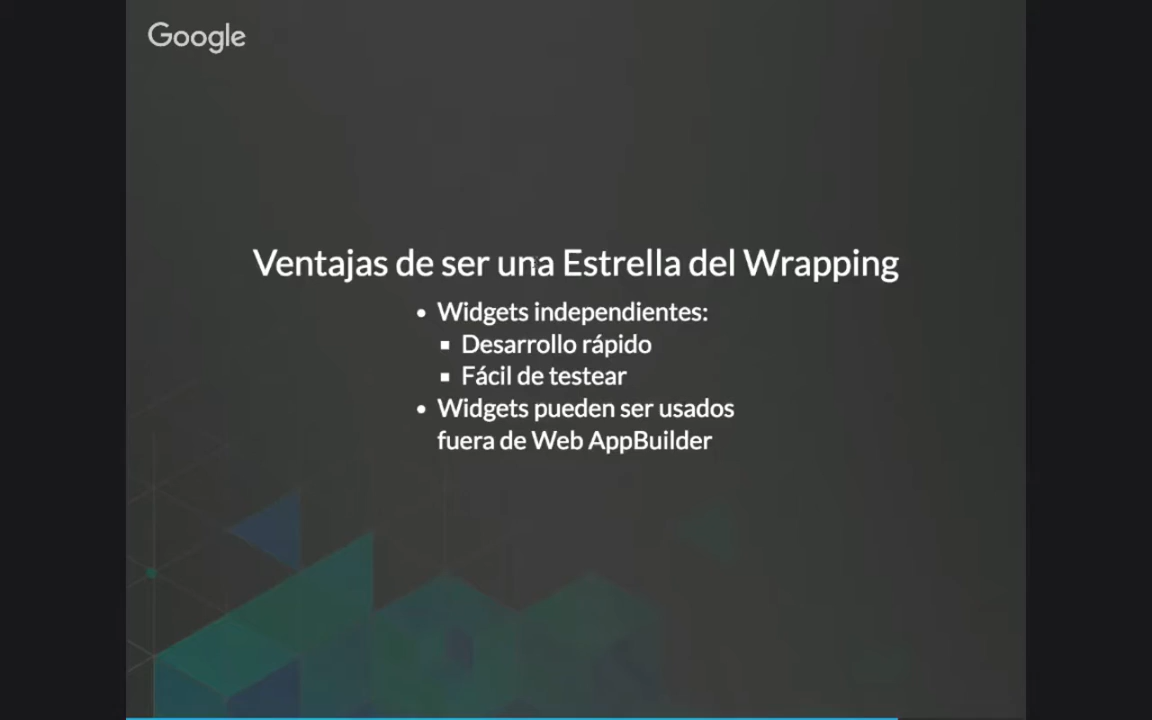 Google
Ventajas de ser una Estrella del Wrapping
• Widgets independientes:
▪ Desarrollo rápido
▪ Fácil de testear
• Widgets pueden ser usados
fuera de Web AppBuilder